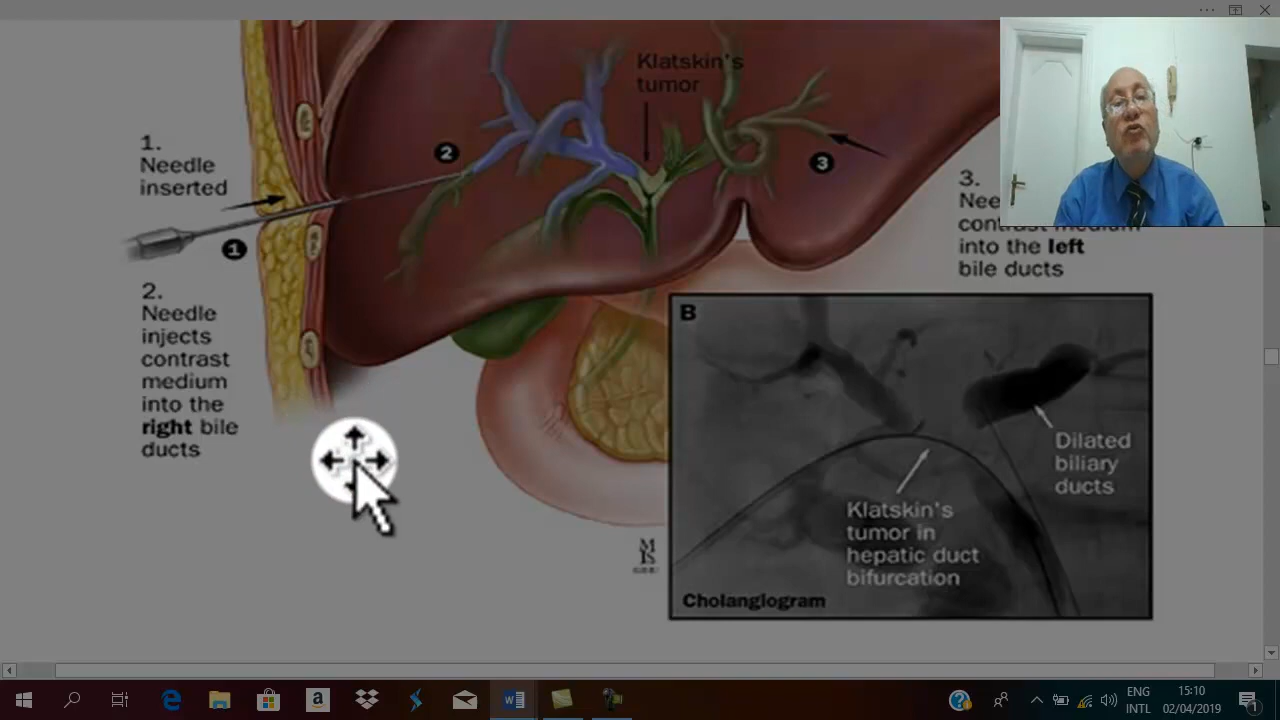 Klatskin's
tumor
1.
Needle
inserted
2
3
1
2.
Needle
injects
contrast
medium
into the
right bile
ducts
3.
into the left
bile ducts
B
Dilated
biliary
ducts
Klatskin's
tumor in
hepatic duct
bifurcation
Cholangiogram
ENG
INTL
15:10
02/04/2019